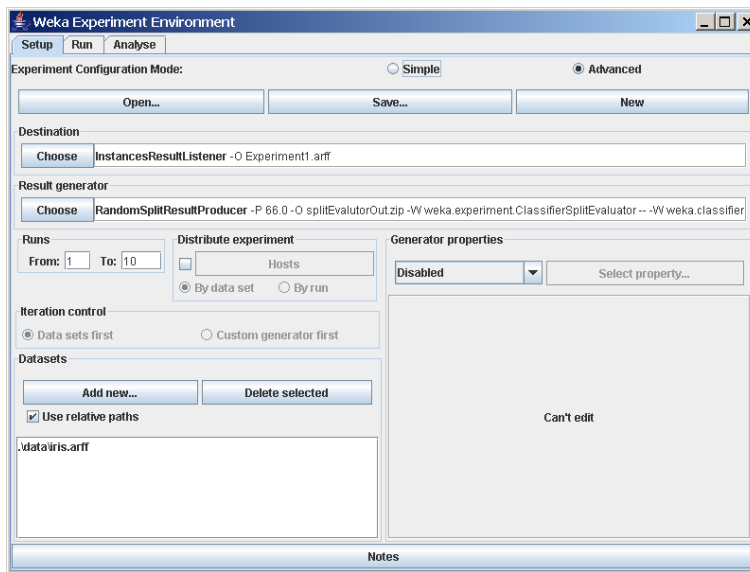 Weka Experiment Environment
Setup Run Analyse
Experiment Configuration Mode: Simple Advanced
Open... Save... New
Destination
Choose InstancesResultListener -O Experiment1.arff
Result generator
Choose RandomSplitResultProducer -P 66.0 -O splitEvalutorOut.zip -W weka.experiment.ClassifierSplitEvaluator -- -W weka.classifier
Runs
From: 1 To: 10
Distribute experiment
Hosts
By data set By run
Generator properties
Disabled Select property...
Iteration control
Data sets first Custom generator first
Datasets
Add new... Delete selected
Use relative paths
.\data\iris.arff
Can't edit
Notes